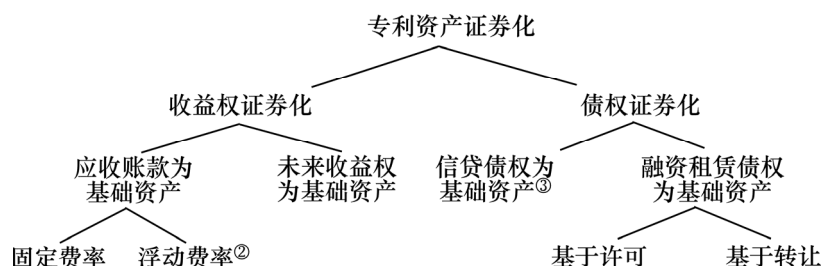 专利资产证券化
收益权证券化
债权证券化
应收账款为
基础资产
未来收益权
为基础资产
信贷债权为
基础资产③
融资租赁债权
为基础资产
固定费率
浮动费率②
基于许可
基于转让